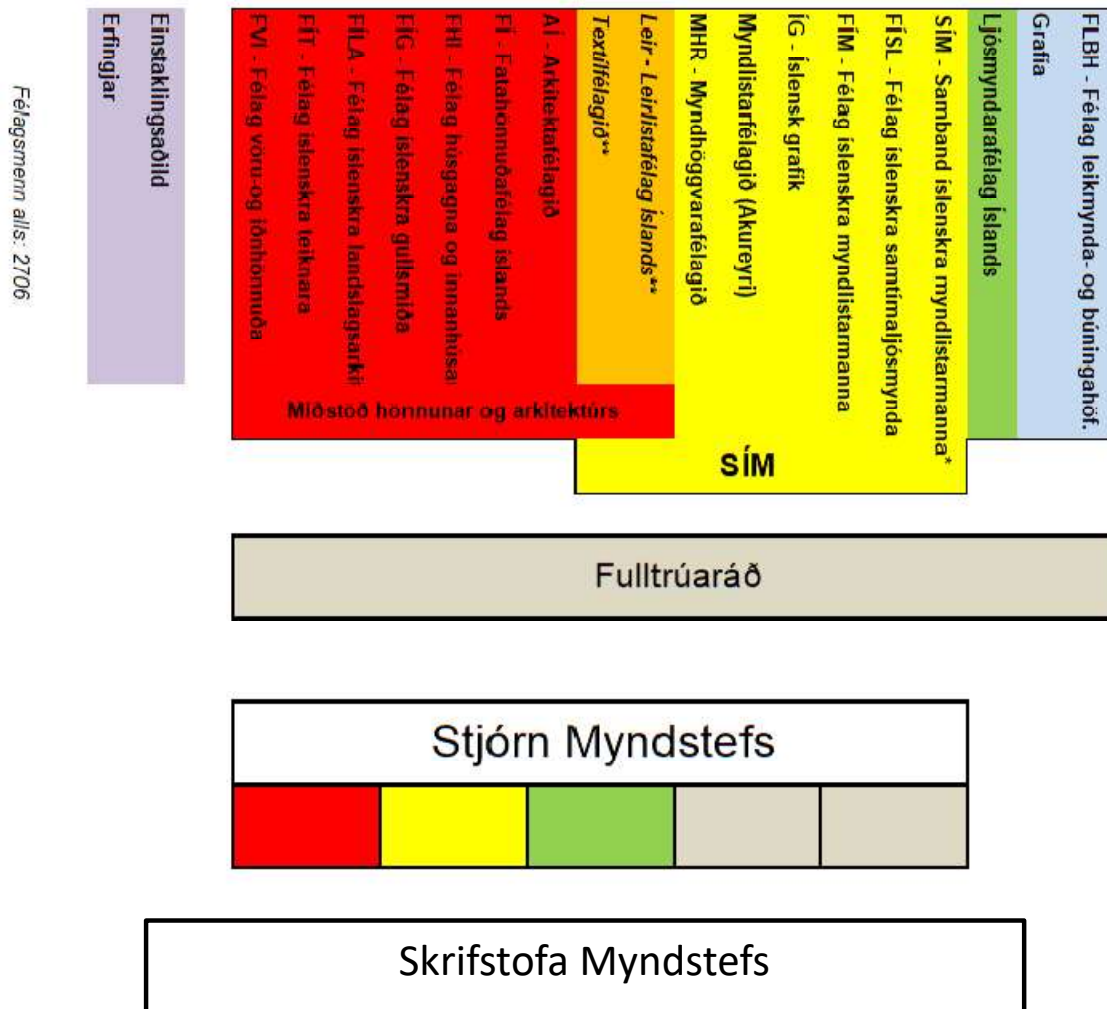 Félagsmenn alls: 2706
Erfingjar
Einstaklingsaðild
FVI - Félag vöru-og iðnhönnuða
FÍT - Félag íslenskra teiknara
FÍLA - Félag íslenskra landslagsarki
FÍG - Félag íslenskra gullsmiða
FHI - Félag húsgagna og innanhúsa
FÍ - Fatahönnuðafélag íslands
AÍ - Arkitektafélagið
Textílfélagið**
Leir - Leirlistafélag Íslands**
MHR - Myndhöggvarafélagið
Myndlistarfélagið (Akureyri)
ÍG - Íslensk grafik
FÍM - Félag íslenskra myndlistarmanna
FÍSL - Félag íslenskra samtímaljósmynda
SÍM - Samband íslenskra myndlistarmanna*
Ljósmyndarafélag Íslands
Grafía
FLBH - Félag leikmynda- og búningahöf.
Miðstöð hönnunar og arkitektúrs
SÍM
Fulltrúaráð
Stjórn Myndstefs
Skrifstofa Myndstefs